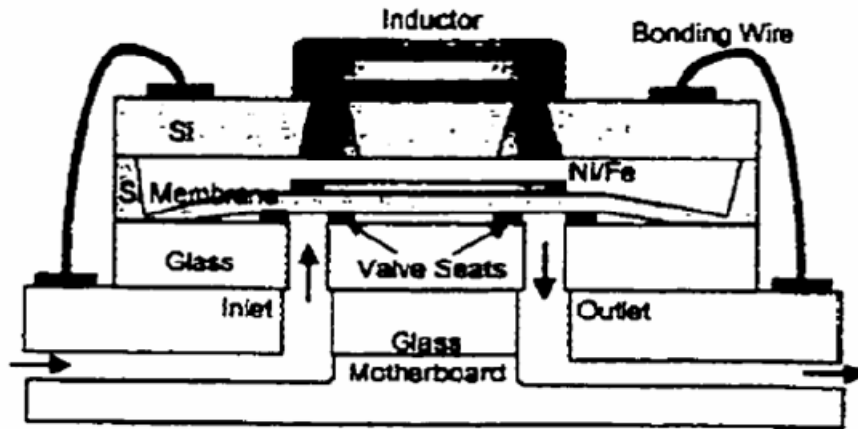 Inductor
Bonding Wire
Si
Ni/Fe
Si Membrane
Glass
Valve Seats
Inlet
Outlet
Glass
Motherboard